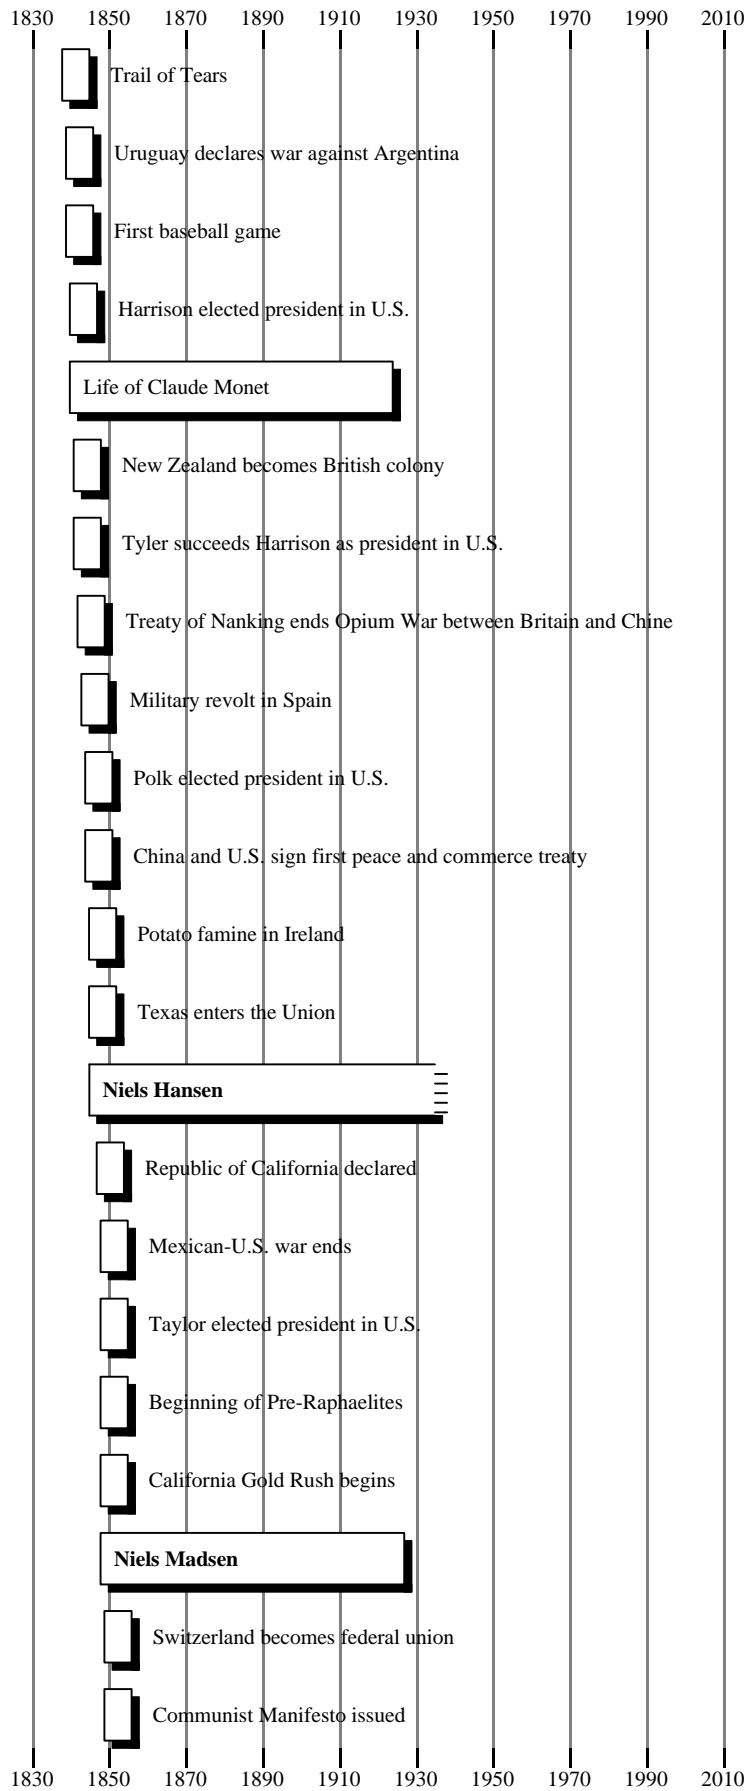 1830 1850 1870 1890 1910 1930 1950 1970 1990 2010
Trail of Tears
Uruguay declares war against Argentina
First baseball game
Harrison elected president in U.S.
Life of Claude Monet
New Zealand becomes British colony
Tyler succeeds Harrison as president in U.S.
Treaty of Nanking ends Opium War between Britain and Chine
Military revolt in Spain
Polk elected president in U.S.
China and U.S. sign first peace and commerce treaty
Potato famine in Ireland
Texas enters the Union
Niels Hansen
Republic of California declared
Mexican-U.S. war ends
Taylor elected president in U.S.
Beginning of Pre-Raphaelites
California Gold Rush begins
Niels Madsen
Switzerland becomes federal union
Communist Manifesto issued
1830 1850 1870 1890 1910 1930 1950 1970 1990 2010